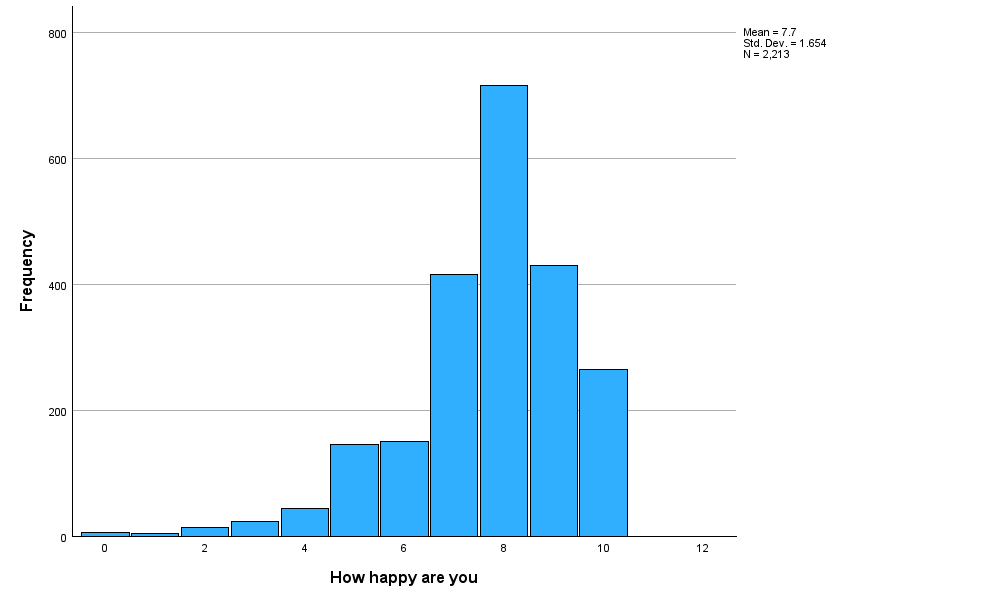 800
600
400
200
0
Frequency
0 2 4 6 8 10 12
How happy are you
Mean = 7.7
Std. Dev. = 1.654
N = 2,213